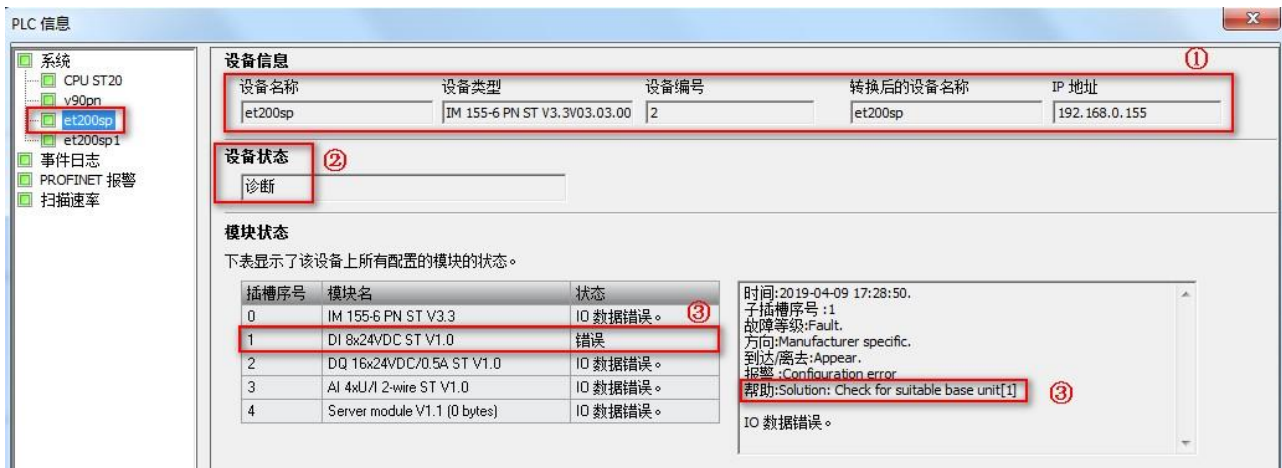 PLC 信息
系统
CPU ST20
v90pn
et200sp
et200sp1
事件日志
PROFINET 报警
扫描速率
设备信息
①
设备名称 设备类型 设备编号 转换后的设备名称 IP 地址
et200sp IM 155-6 PN ST V3.3V03.03.00 2 et200sp 192.168.0.155
设备状态 ②
诊断
模块状态
下表显示了该设备上所有配置的模块的状态。
插槽序号 模块名 状态
0 IM 155-6 PN ST V3.3 IO 数据错误。 ③
1 DI 8x24VDC ST V1.0 错误
2 DQ 16x24VDC/0.5A ST V1.0 IO 数据错误。
3 AI 4xU/I 2-wire ST V1.0 IO 数据错误。
4 Server module V1.1 (0 bytes) IO 数据错误。
时间:2019-04-09 17:28:50.
子插槽序号 :1
故障等级:Fault.
方向:Manufacturer specific.
到达/离去:Appear.
报警 :Configuration error
帮助:Solution: Check for suitable base unit[1] ③
IO 数据错误。